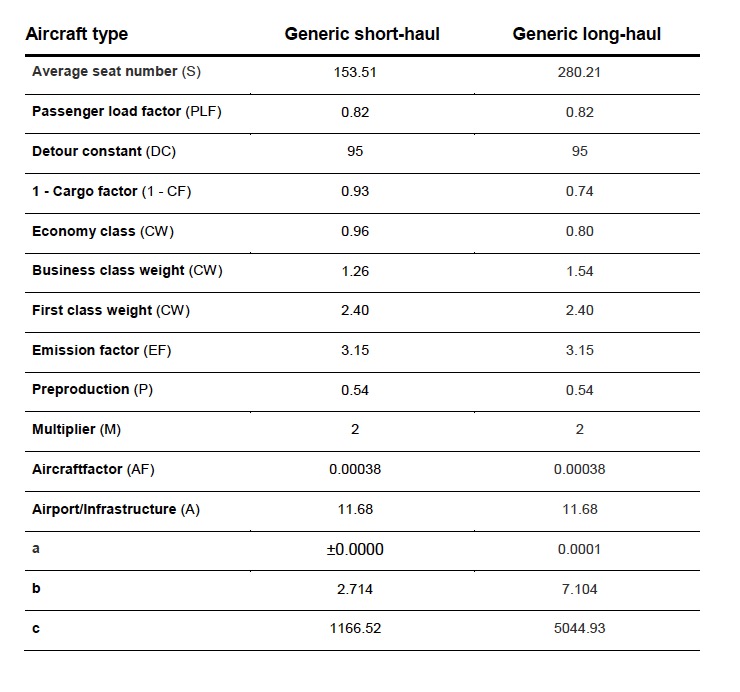 Aircraft type Generic short-haul Generic long-haul
Average seat number (S) 153.51 280.21
Passenger load factor (PLF) 0.82 0.82
Detour constant (DC) 95 95
1 - Cargo factor (1 - CF) 0.93 0.74
Economy class (CW) 0.96 0.80
Business class weight (CW) 1.26 1.54
First class weight (CW) 2.40 2.40
Emission factor (EF) 3.15 3.15
Preproduction (P) 0.54 0.54
Multiplier (M) 2 2
Aircraftfactor (AF) 0.00038 0.00038
Airport/Infrastructure (A) 11.68 11.68
a ±0.0000 0.0001
b 2.714 7.104
c 1166.52 5044.93